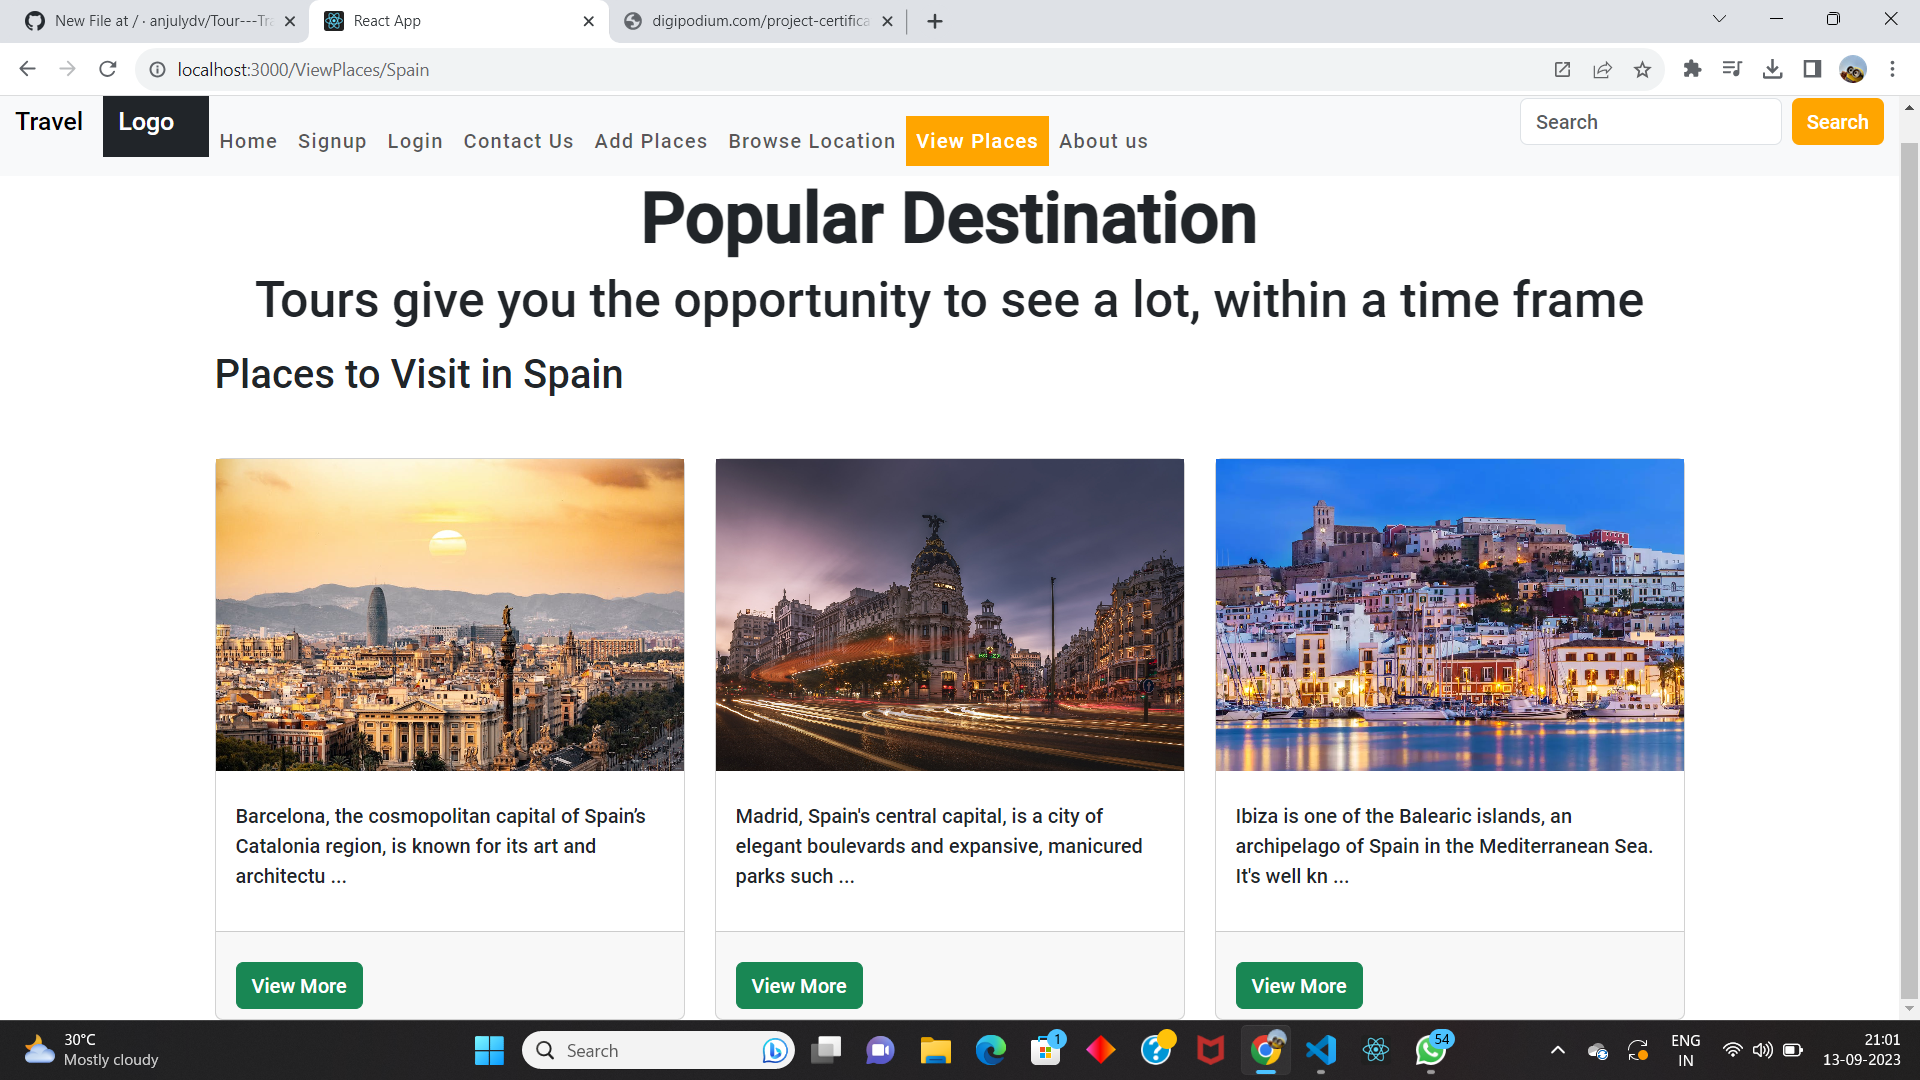 New File at / · anjulydv/Tour---Tra
React App
digipodium.com/project-certifica
localhost:3000/ViewPlaces/Spain
Travel
Logo
Home
Signup
Login
Contact Us
Add Places
Browse Location
View Places
About us
Search
Search
Popular Destination
Tours give you the opportunity to see a lot, within a time frame
Places to Visit in Spain
Barcelona, the cosmopolitan capital of Spain’s
Catalonia region, is known for its art and
architectu ...
View More
Madrid, Spain's central capital, is a city of
elegant boulevards and expansive, manicured
parks such ...
View More
Ibiza is one of the Balearic islands, an
archipelago of Spain in the Mediterranean Sea.
It's well kn ...
View More
30°C
Mostly cloudy
Search
1
54
ENG
IN
21:01
13-09-2023